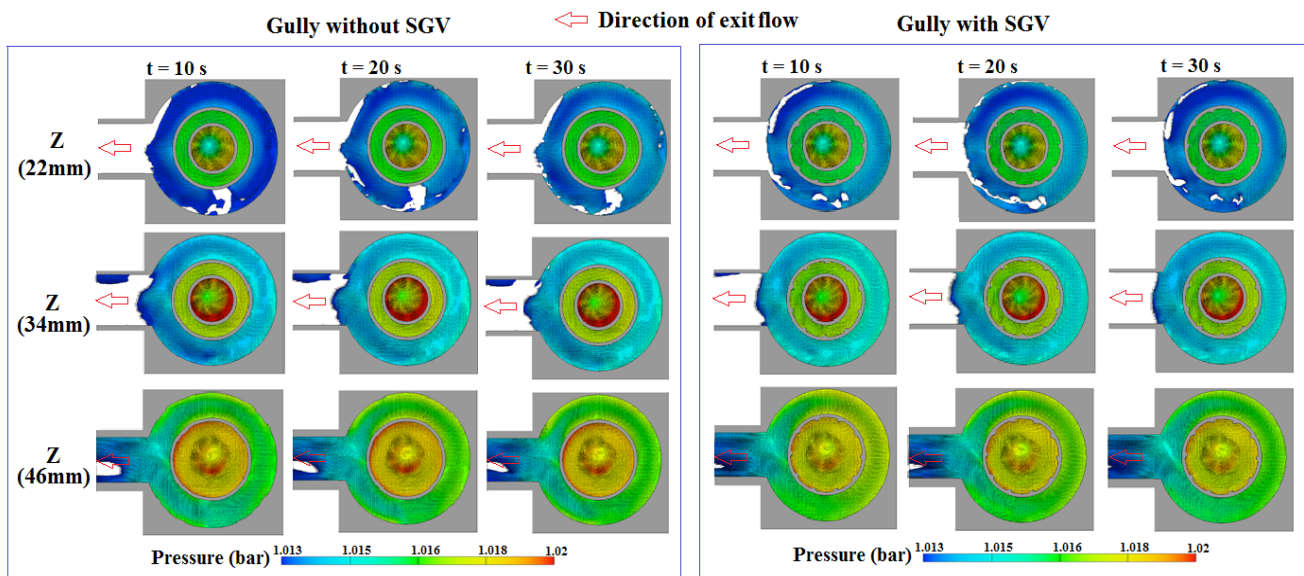 Direction of exit flow
Gully without SGV
Gully with SGV
t = 10 s
t = 20 s
t = 30 s
t = 10 s
t = 20 s
t = 30 s
Z
(22mm)
Z
(34mm)
Z
(46mm)
Pressure (bar) 1.013 1.015 1.016 1.018 1.02
Pressure (bar) 1.013 1.015 1.016 1.018 1.02